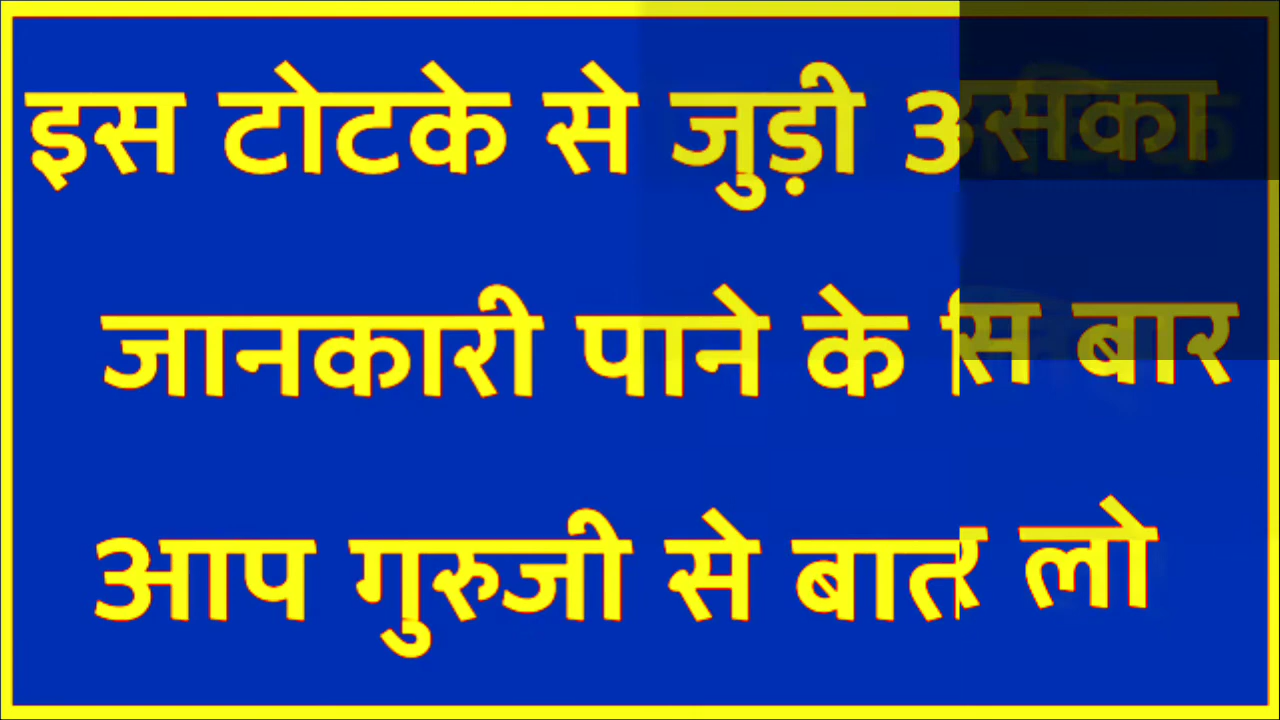 इस टोटके से जुड़ी
जानकारी पाने के बार
आप गुरुजी से बात लो